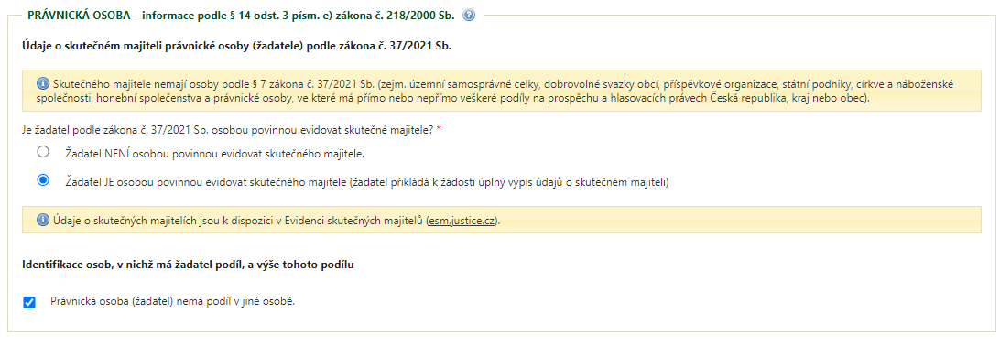 PRÁVNICKÁ OSOBA – informace podle § 14 odst. 3 písm. e) zákona č. 218/2000 Sb.
Údaje o skutečném majiteli právnické osoby (žadatele) podle zákona č. 37/2021 Sb.
Skutečného majitele nemají osoby podle § 7 zákona č. 37/2021 Sb. (zejm. územní samosprávné celky, dobrovolné svazky obcí, příspěvkové organizace, státní podniky, církve a náboženské
společnosti, honební společenstva a právnické osoby, ve které má přímo nebo nepřímo veškeré podíly na prospěchu a hlasovacích právech Česká republika, kraj nebo obec).
Je žadatel podle zákona č. 37/2021 Sb. osobou povinnou evidovat skutečné majitele? *
Žadatel NENÍ osobou povinnou evidovat skutečného majitele.
Žadatel JE osobou povinnou evidovat skutečného majitele (žadatel přikládá k žádosti úplný výpis údajů o skutečném majiteli)
Údaje o skutečných majitelích jsou k dispozici v Evidenci skutečných majitelů (esm.justice.cz).
Identifikace osob, v nichž má žadatel podíl, a výše tohoto podílu
Právnická osoba (žadatel) nemá podíl v jiné osobě.